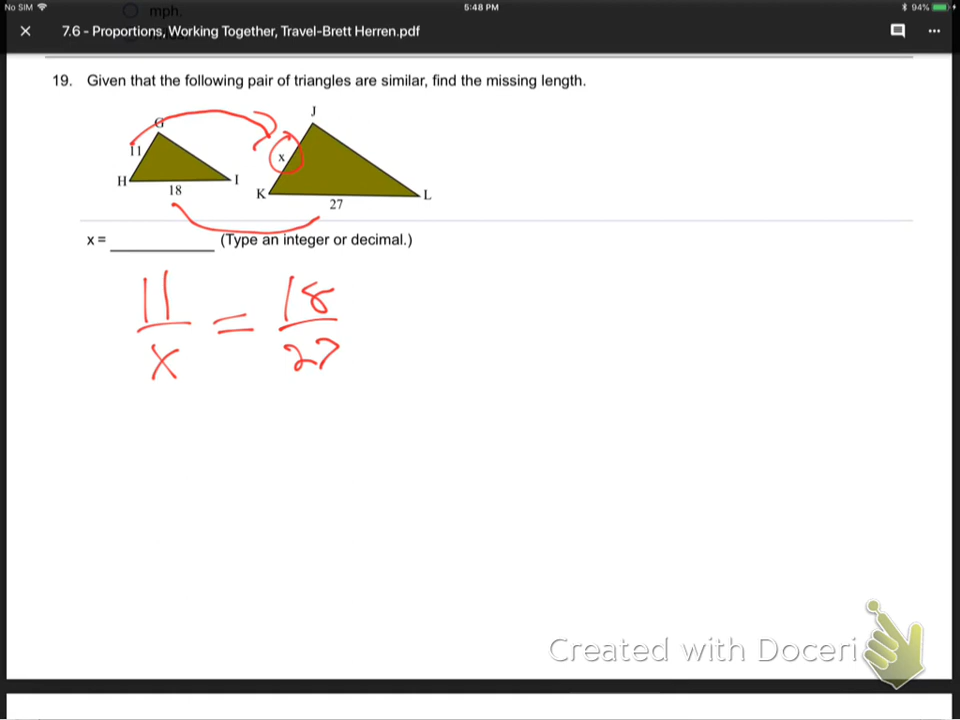 No SIM 5:48 PM 94%
mph.
× 7.6 - Proportions, Working Together, Travel-Brett Herren.pdf
19. Given that the following pair of triangles are similar, find the missing length.
J
G
11 x
H I K L
18 27
x = (Type an integer or decimal.)
11/x = 18/27
Created with Doceri